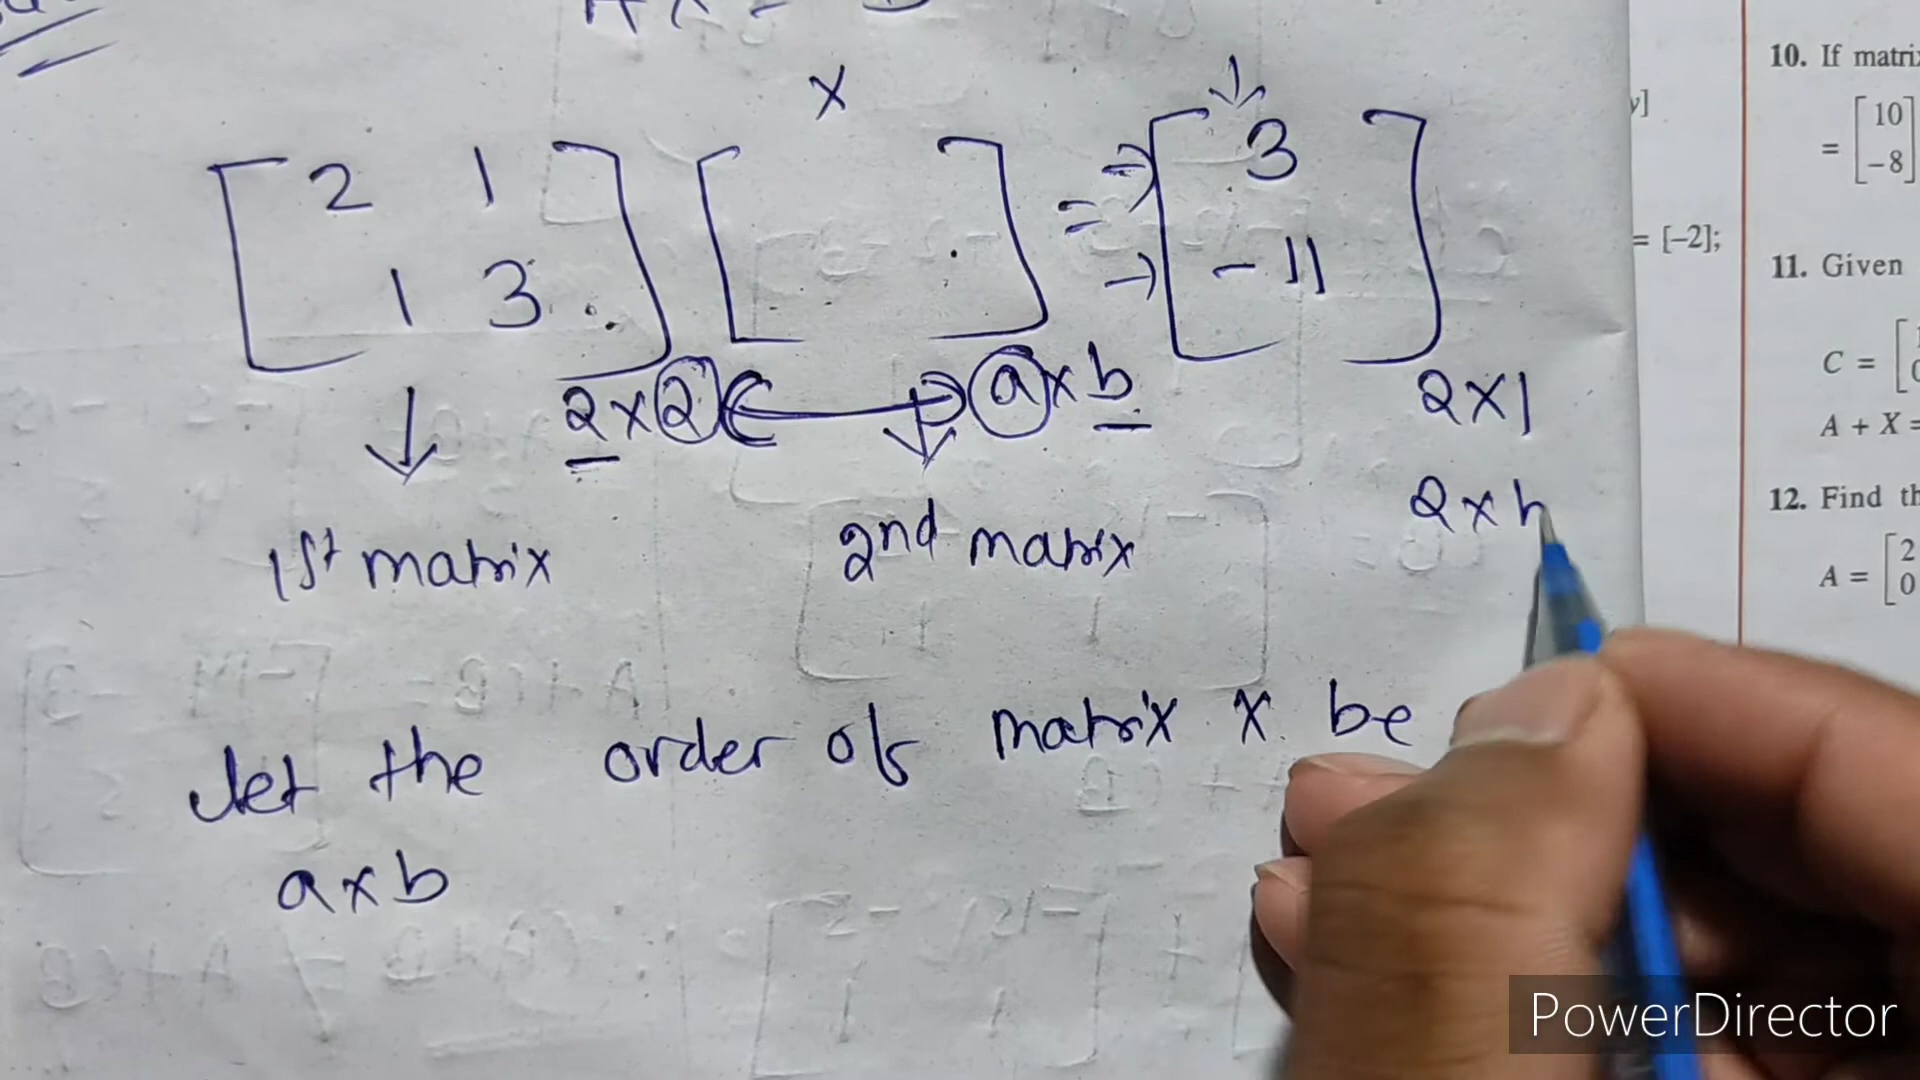 X
2 1 3
1 3 = -11
2×2 a×b 2×1
1st matrix 2nd matrix 2×b
let the order of matrix x be
a×b
y]
= [-2];
10. If matrix
= 10
-8
11. Given
C =
A + X =
12. Find th
A = 2
0
PowerDirector